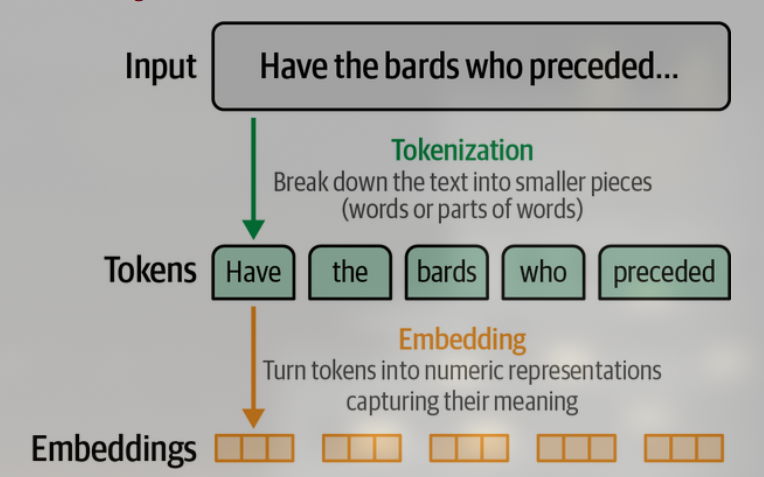 Input
Have the bards who preceded...
Tokenization
Break down the text into smaller pieces
(words or parts of words)
Tokens
Have
the
bards
who
preceded
Embedding
Turn tokens into numeric representations
capturing their meaning
Embeddings